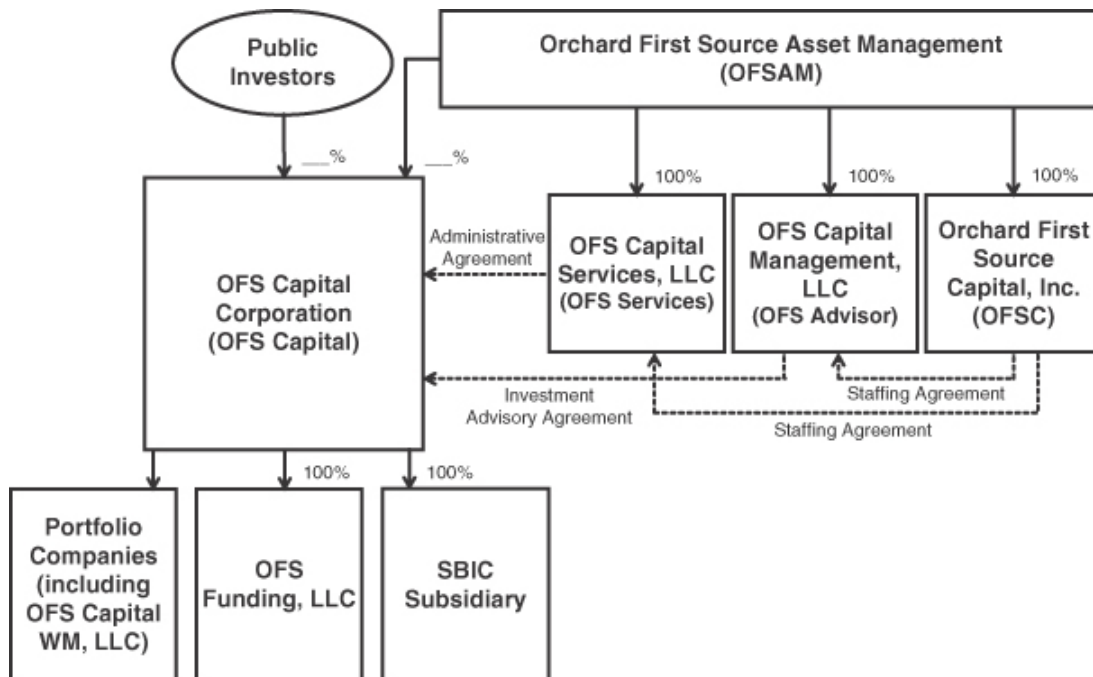 Public
Investors
Orchard First Source Asset Management
(OFSAM)
___%
___%
100%
100%
100%
OFS Capital
Corporation
(OFS Capital)
Administrative
Agreement
OFS Capital
Services, LLC
(OFS Services)
OFS Capital
Management,
LLC
(OFS Advisor)
Orchard First
Source
Capital, Inc.
(OFSC)
Investment
Advisory Agreement
Staffing Agreement
Staffing Agreement
100%
100%
Portfolio
Companies
(including
OFS Capital
WM, LLC)
OFS
Funding, LLC
SBIC
Subsidiary